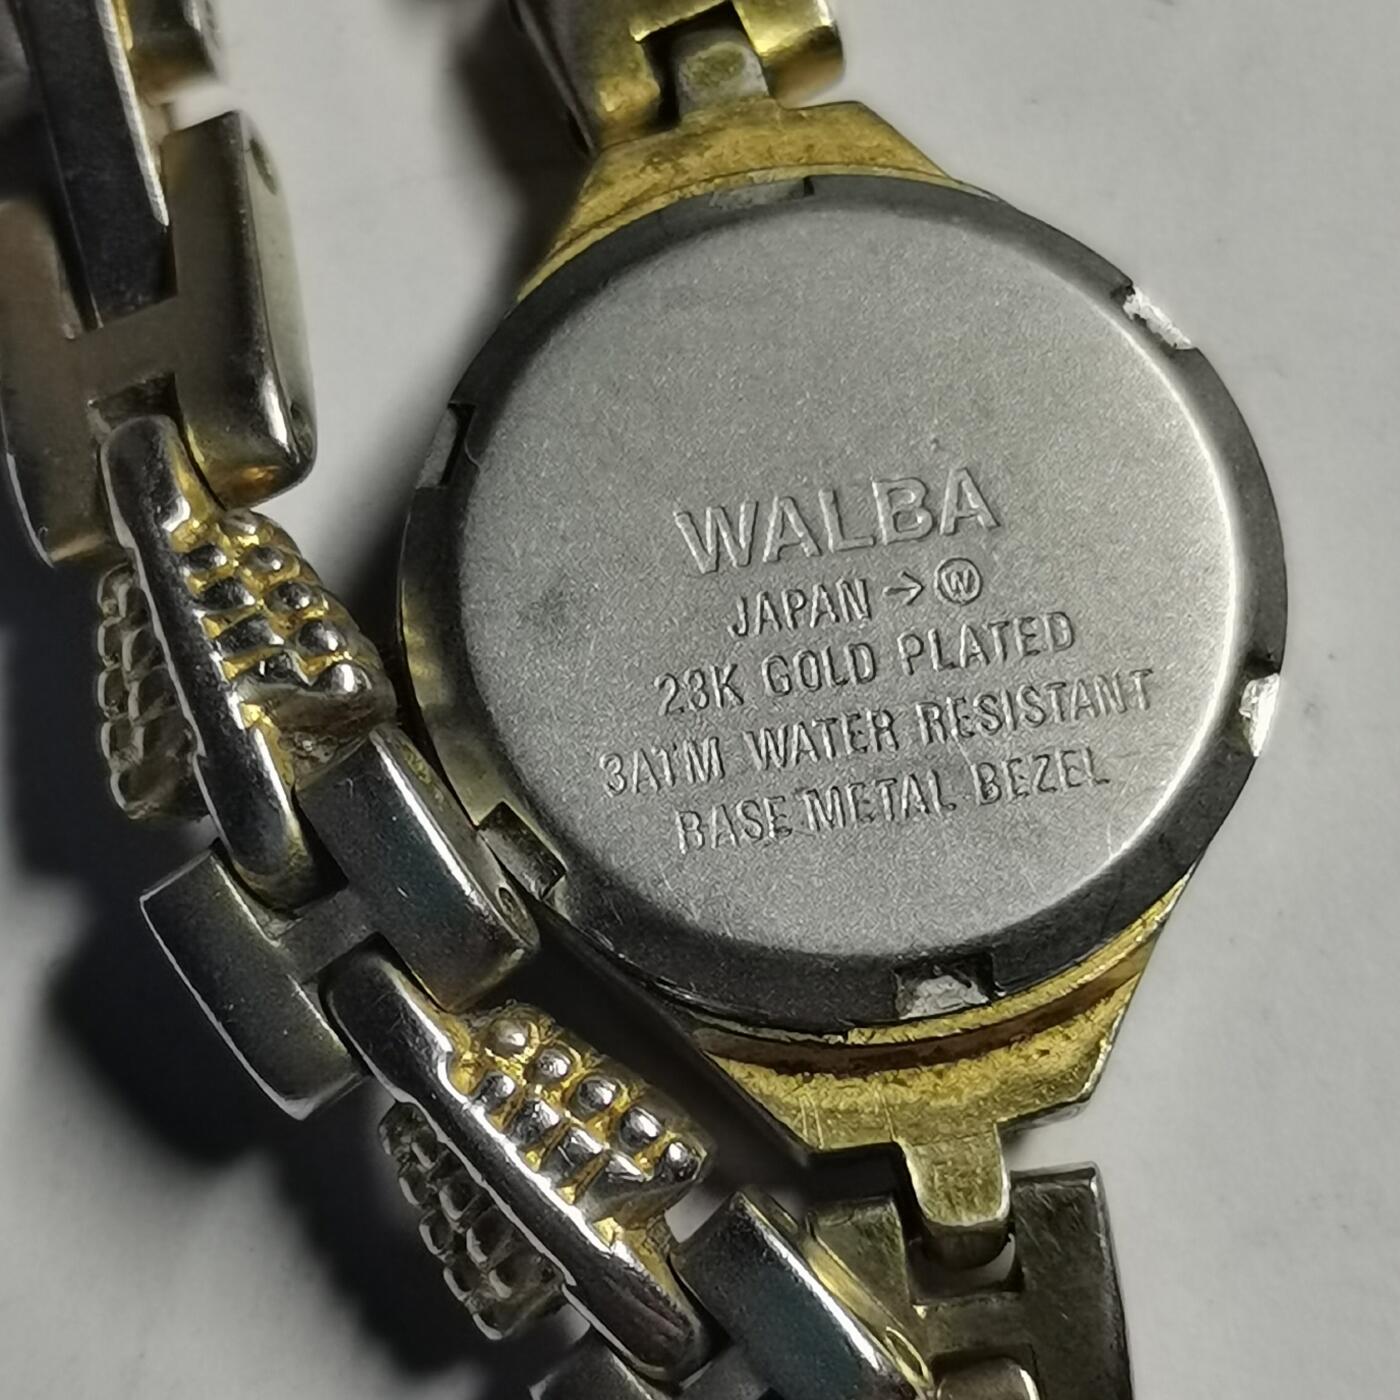 WALBA
JAPAN → Ⓦ
23K GOLD PLATED
3ATM WATER RESISTANT
BASE METAL BEZEL